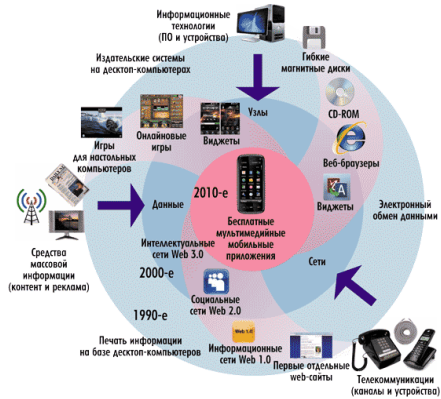 Информационные
технологии
(ПО и устройства)
Издательские системы
на десктоп-компьютерах
Гибкие
магнитные диски
CD-ROM
Веб-браузеры
Виджеты
Узлы
Виджеты
Онлайновые
игры
Игры
для настольных
компьютеров
2010-е
Данные
Бесплатные
мультимедийные
мобильные
приложения
Электронный
обмен данными
Средства
массовой
информации
(контент и реклама)
Интеллектуальные
сети Web 3.0
Сети
2000-е
Социальные
сети Web 2.0
1990-е
Печать информации
на базе десктоп-компьютеров
Web 1.0
Информационные
сети Web 1.0
Первые отдельные
web-сайты
Телекоммуникации
(каналы и устройства)